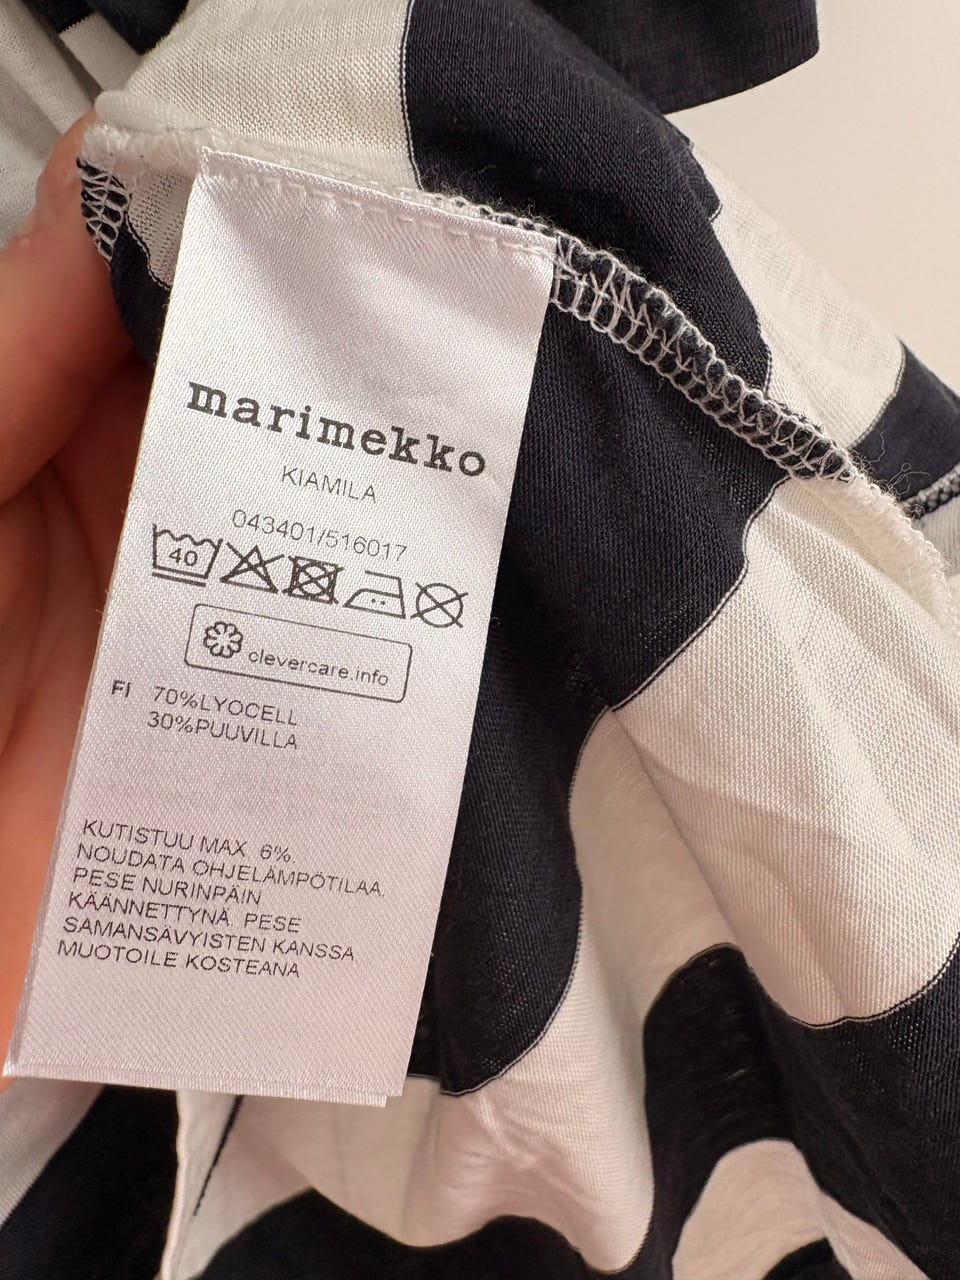 marimekko
KIAMILA
043401/516017
40
clevercare.info
FI 70%LYOCELL
30%PUUVILLA
KUTISTUU MAX 6%.
NOUDATA OHJELÄMPÖTILAA.
PESE NURINPÄIN
KÄÄNNETTYNÄ. PESE
SAMANSÄVYISTEN KANSSA
MUOTOILE KOSTEANA